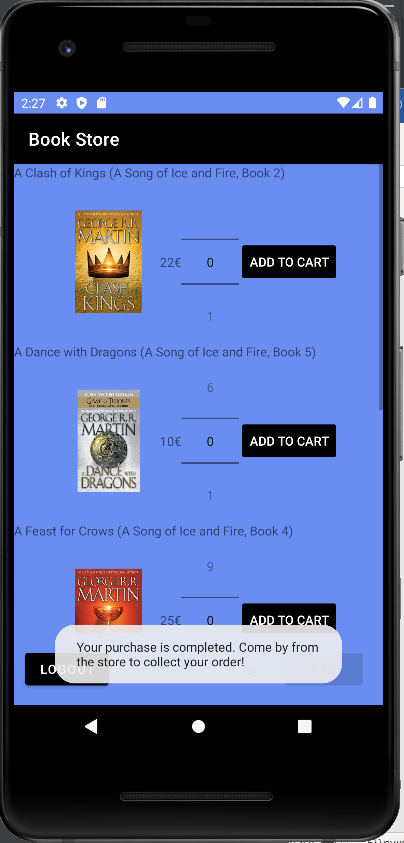 2:27
Book Store
A Clash of Kings (A Song of Ice and Fire, Book 2)
GEORGE R.R.
MARTIN
A CLASH OF
KINGS
22€
0
ADD TO CART
1
A Dance with Dragons (A Song of Ice and Fire, Book 5)
6
GAME OF THRONES
GEORGE R.R.
MARTIN
A DANCE
WITH
DRAGONS
10€
0
ADD TO CART
1
A Feast for Crows (A Song of Ice and Fire, Book 4)
9
GEORGE R.R.
MARTIN
25€
0
ADD TO CART
Your purchase is completed. Come by from
the store to collect your order!
LOGOUT